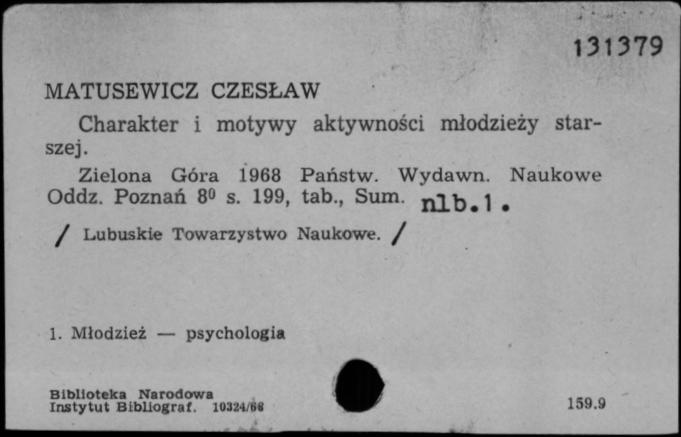 131379
MATUSEWICZ CZESŁAW
Charakter i motywy aktywności młodzieży star-
szej.
Zielona Góra 1968 Państw. Wydawn. Naukowe
Oddz. Poznań 8⁰ s. 199, tab., Sum. nlb.1.
/ Lubuskie Towarzystwo Naukowe. /
1. Młodzież — psychologia
Biblioteka Narodowa
Instytut Bibliograf. 10324/68
159.9